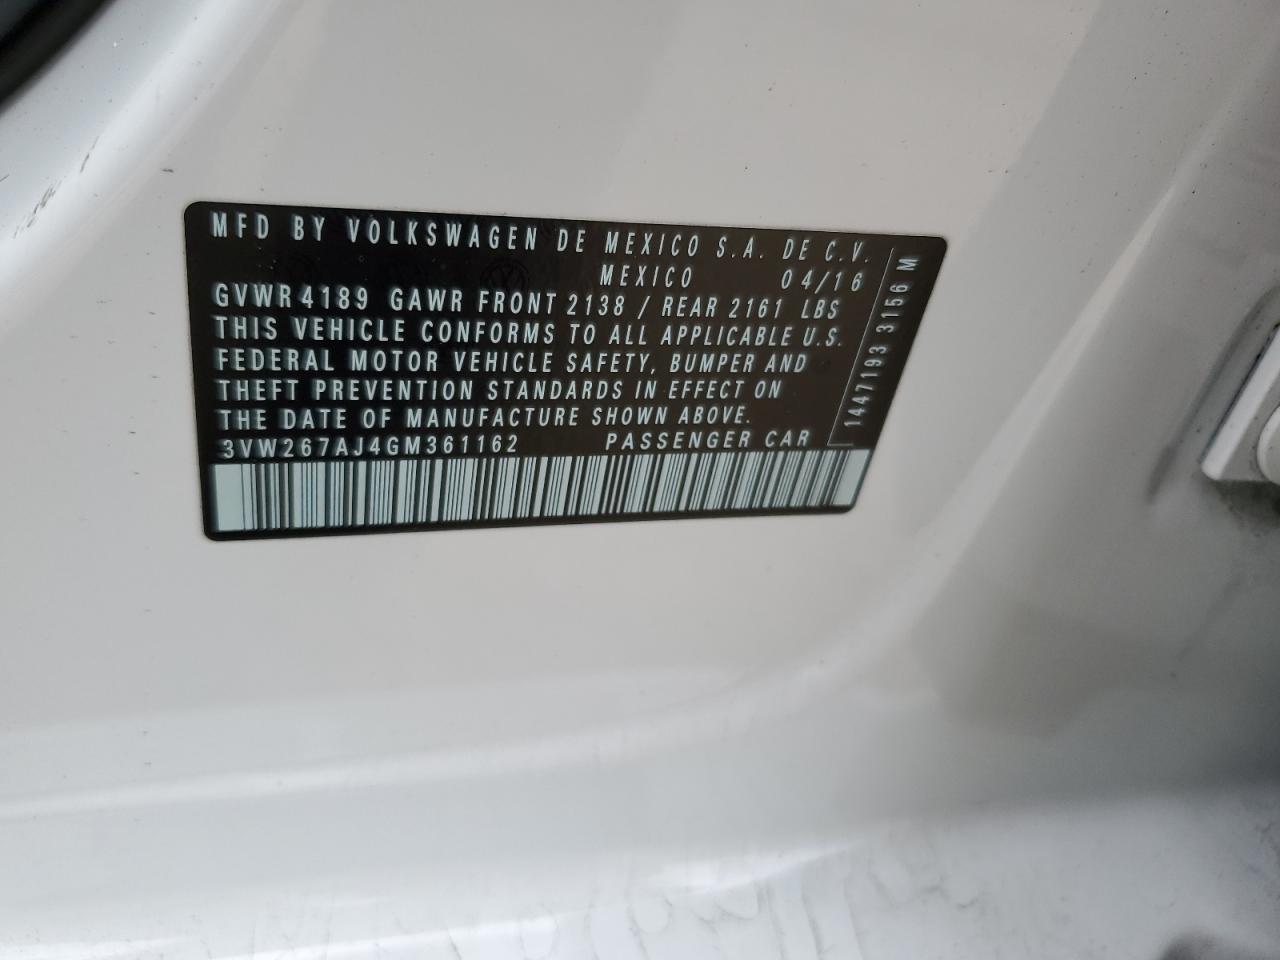 MFD BY VOLKSWAGEN DE MEXICO S.A. DE C.V.
MEXICO 04/16
GVWR 4189 GAWR FRONT 2138 / REAR 2161 LBS
THIS VEHICLE CONFORMS TO ALL APPLICABLE U.S.
FEDERAL MOTOR VEHICLE SAFETY, BUMPER AND
THEFT PREVENTION STANDARDS IN EFFECT ON
THE DATE OF MANUFACTURE SHOWN ABOVE.
3VW267AJ4GM361162 PASSENGER CAR
1447193 3156 M